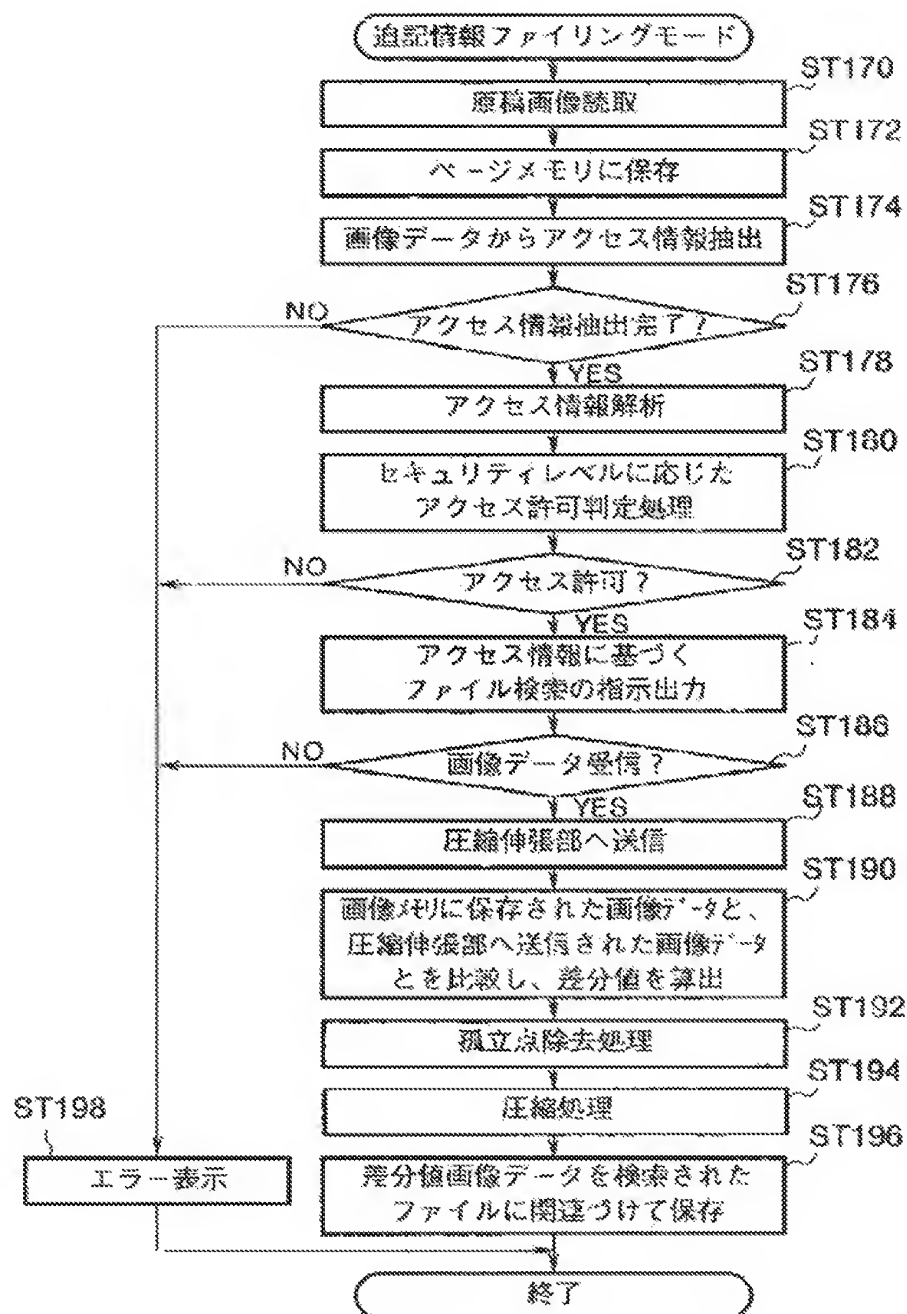 追記情報ファイリングモード
ST170
原稿画像読取
ST172
ページメモリに保存
ST174
画像データからアクセス情報抽出
ST176
NO
アクセス情報抽出完了?
YES
ST178
アクセス情報解析
ST180
セキュリティレベルに応じた
アクセス許可判定処理
ST182
NO
アクセス許可?
YES
ST184
アクセス情報に基づく
ファイル検索の指示出力
ST186
NO
画像データ受信?
YES
ST188
圧縮伸張部へ送信
ST190
画像メモリに保存された画像データと、
圧縮伸張部へ送信された画像データ
とを比較し、差分値を算出
ST192
孤立点除去処理
ST194
圧縮処理
ST198
ST196
エラー表示
差分値画像データを検索された
ファイルに関連づけて保存
終了